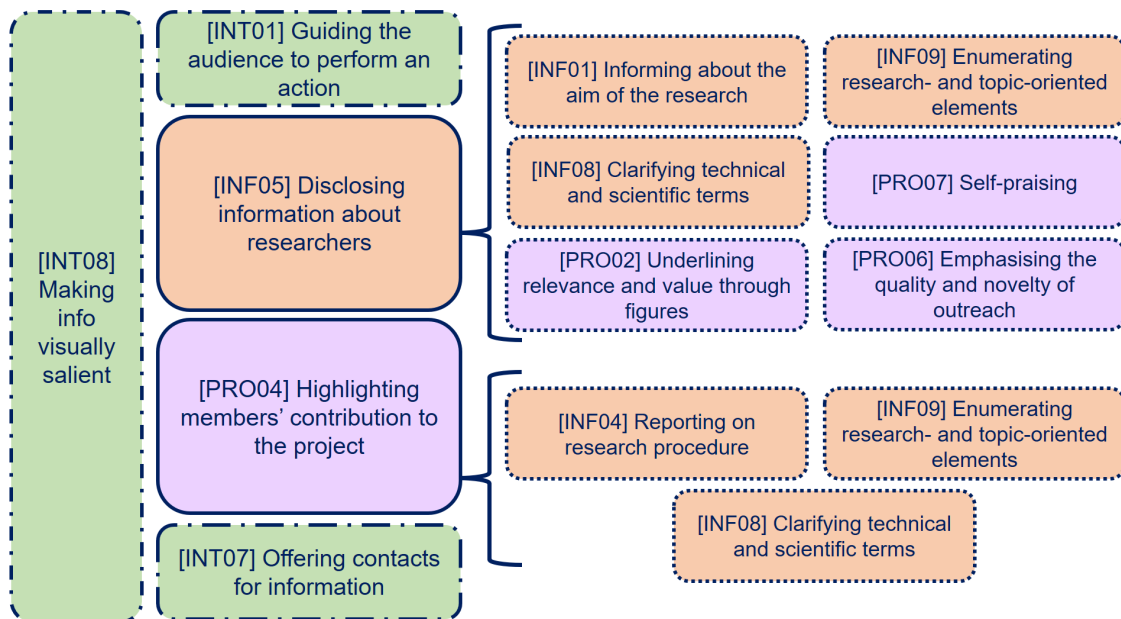 [INT08]
Making
info
visually
salient
[INT01] Guiding the
audience to perform an
action
[INF05] Disclosing
information about
researchers
[PRO04] Highlighting
members’ contribution to
the project
[INT07] Offering contacts
for information
[INF01] Informing about the
aim of the research
[INF09] Enumerating
research- and topic-oriented
elements
[INF08] Clarifying technical
and scientific terms
[PRO07] Self-praising
[PRO02] Underlining
relevance and value through
figures
[PRO06] Emphasising the
quality and novelty of
outreach
[INF04] Reporting on
research procedure
[INF09] Enumerating
research- and topic-oriented
elements
[INF08] Clarifying technical
and scientific terms